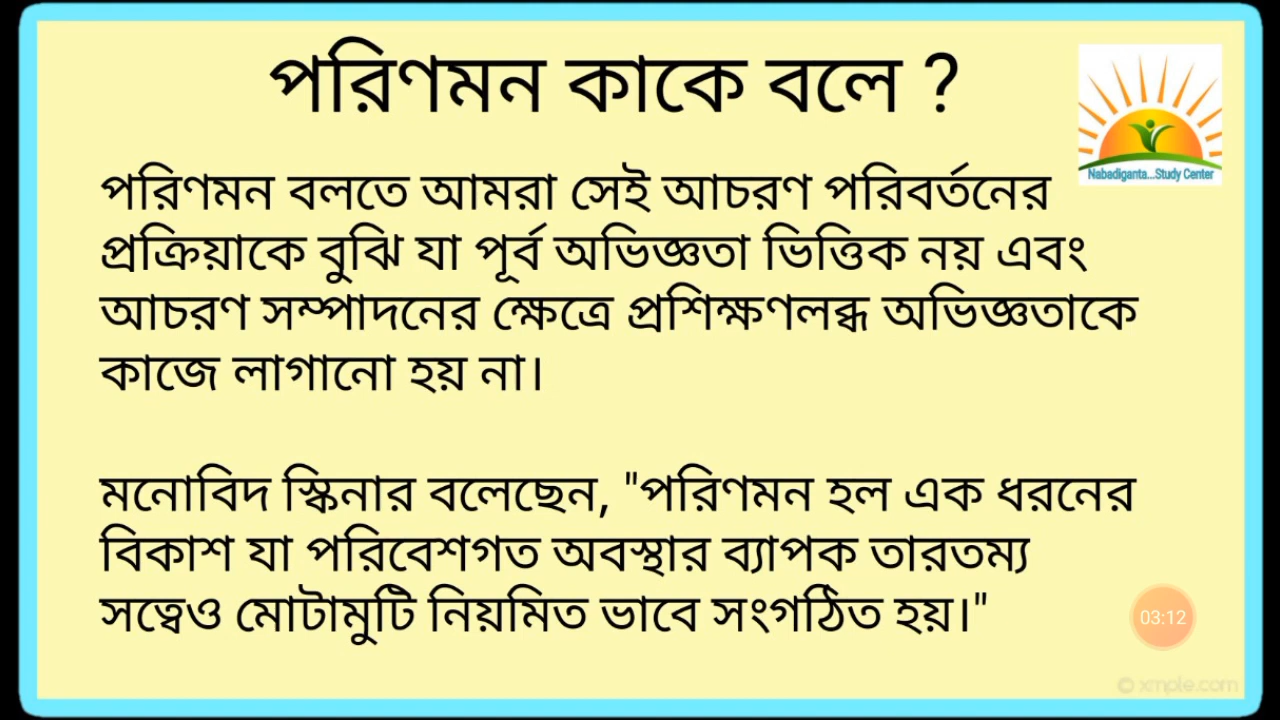 পরিণমন কাকে বলে ?
Nabadiganta...Study Center
পরিণমন বলতে আমরা সেই আচরণ পরিবর্তনের
প্রক্রিয়াকে বুঝি যা পূর্ব অভিজ্ঞতা ভিত্তিক নয় এবং
আচরণ সম্পাদনের ক্ষেত্রে প্রশিক্ষণলব্ধ অভিজ্ঞতাকে
কাজে লাগানো হয় না।
মনোবিদ স্কিনার বলেছেন, "পরিণমন হল এক ধরনের
বিকাশ যা পরিবেশগত অবস্থার ব্যাপক তারতম্য
সত্বেও মোটামুটি নিয়মিত ভাবে সংগঠিত হয়।"
03:12
© xmple.com